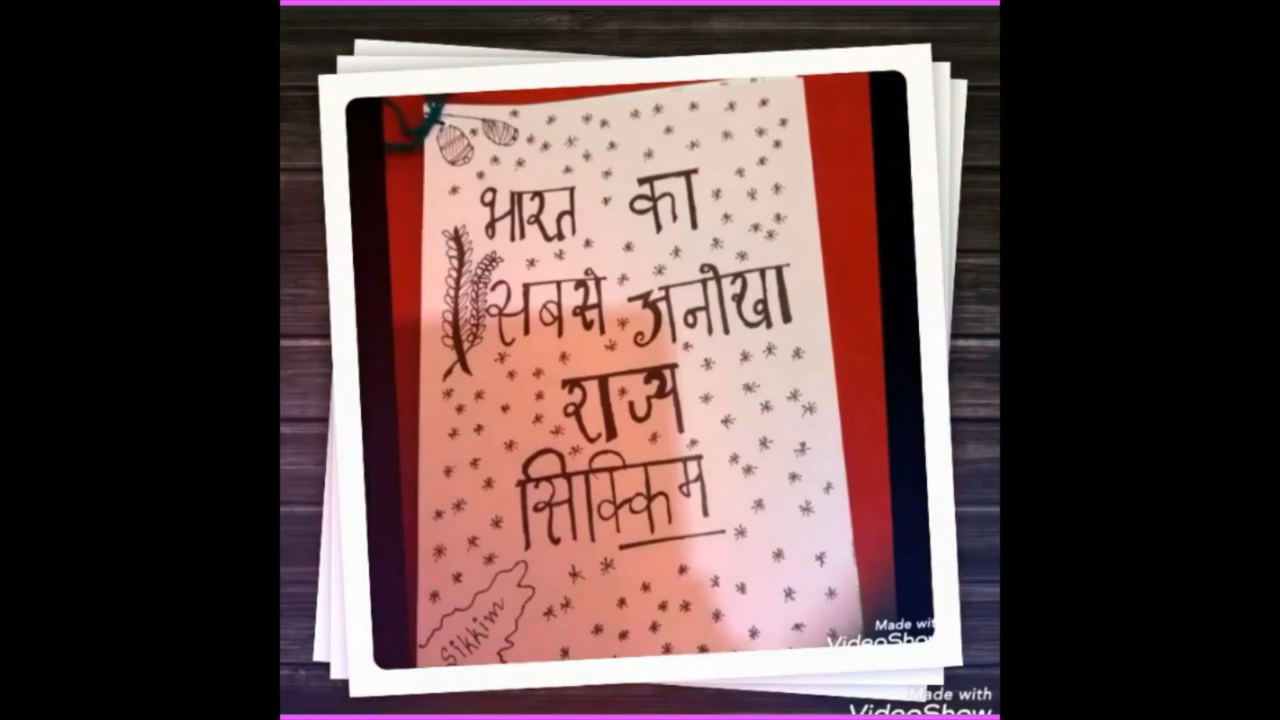 भारत का
सबसे अनोखा
राज्य
सिक्किम
Sikkim
Made with
VideoShow
Made with
VideoShow